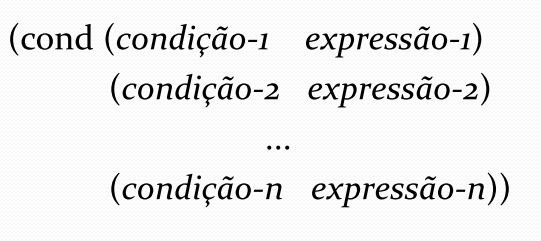 (cond (condição-1 expressão-1)
(condição-2 expressão-2)
...
(condição-n expressão-n))